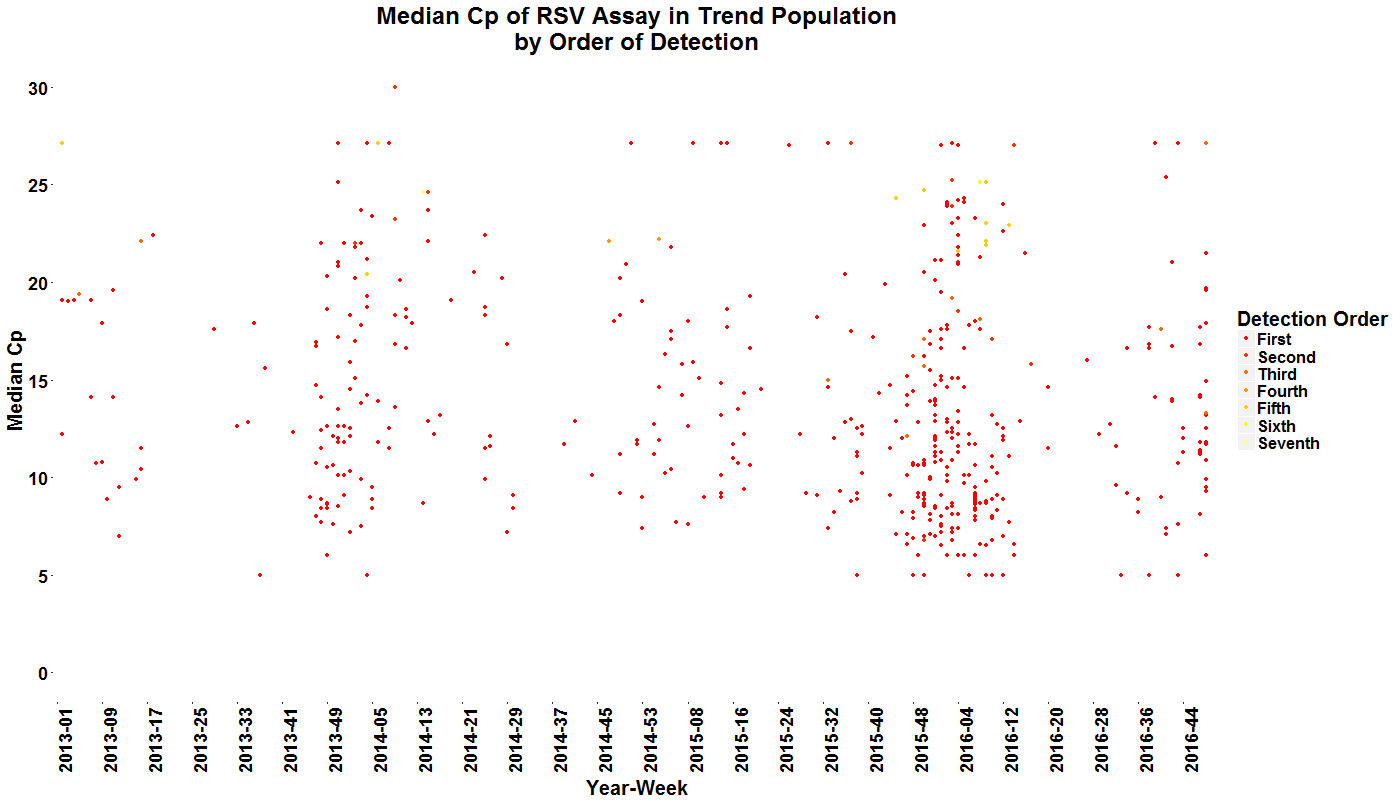 Median Cp of RSV Assay in Trend Population
by Order of Detection
Median Cp
30
25
20
15
10
5
0
2013-01
2013-09
2013-17
2013-25
2013-33
2013-41
2013-49
2014-05
2014-13
2014-21
2014-29
2014-37
2014-45
2014-53
2015-08
2015-16
2015-24
2015-32
2015-40
2015-48
2016-04
2016-12
2016-20
2016-28
2016-36
2016-44
Year-Week
Detection Order
First
Second
Third
Fourth
Fifth
Sixth
Seventh